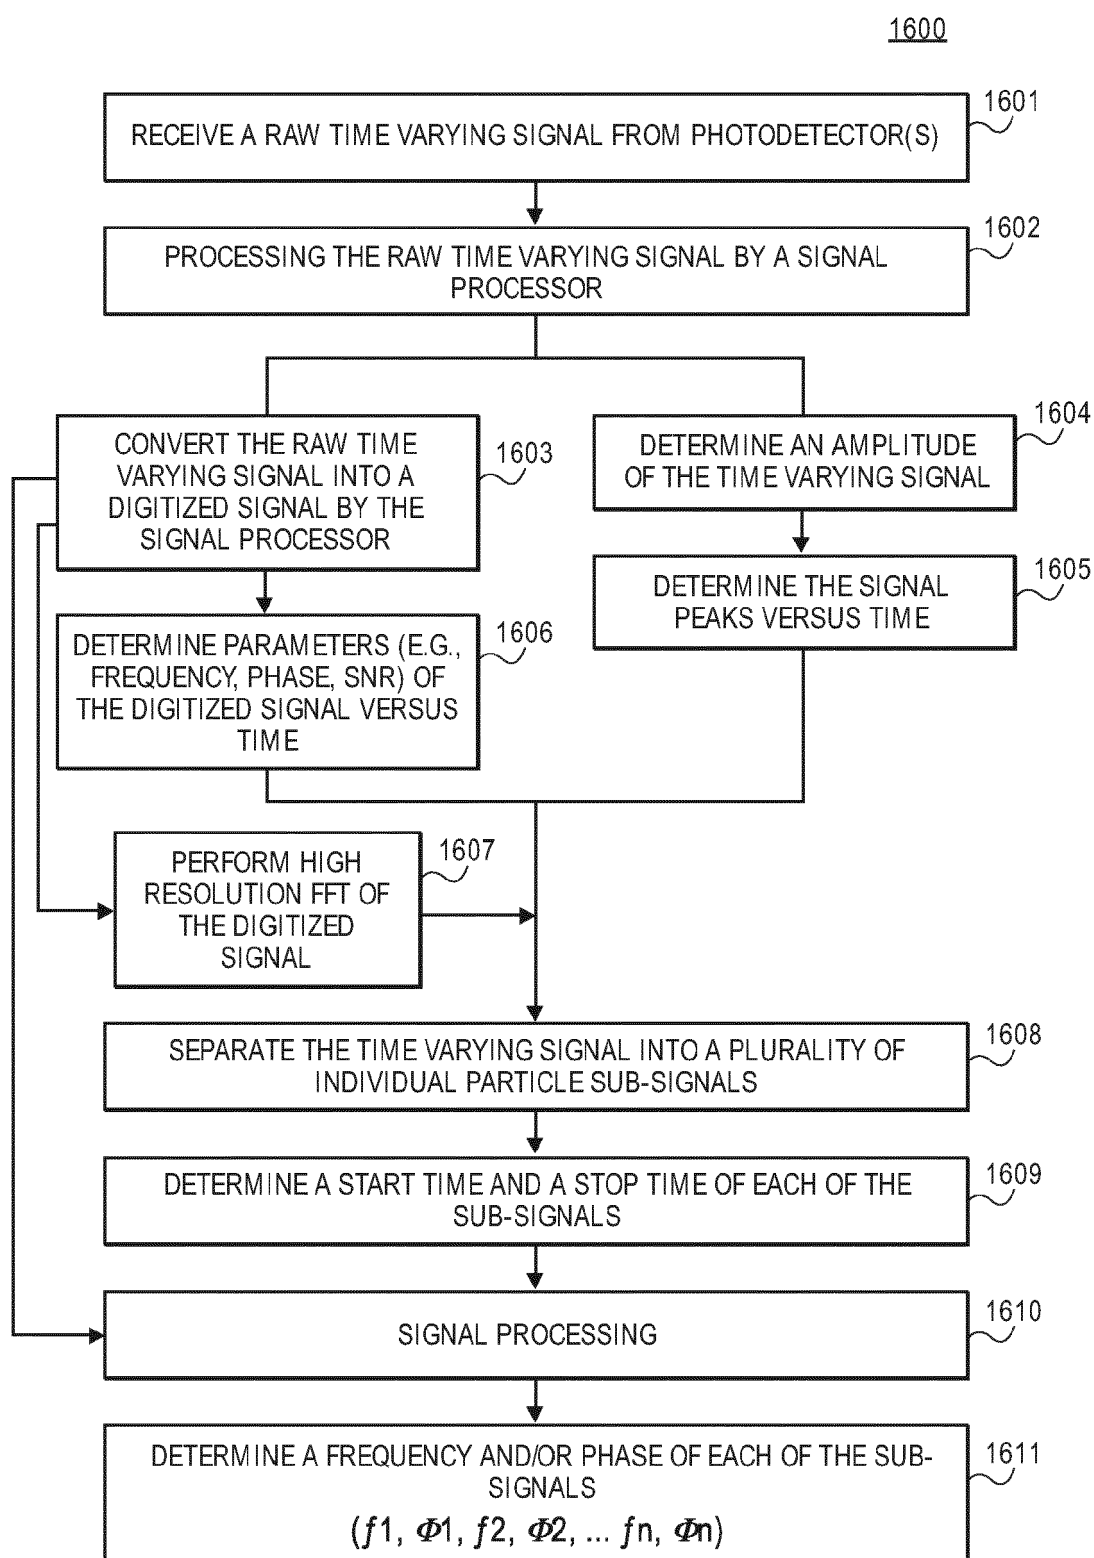 1600
1601
RECEIVE A RAW TIME VARYING SIGNAL FROM PHOTODETECTOR(S)
1602
PROCESSING THE RAW TIME VARYING SIGNAL BY A SIGNAL
PROCESSOR
1603
CONVERT THE RAW TIME
VARYING SIGNAL INTO A
DIGITIZED SIGNAL BY THE
SIGNAL PROCESSOR
1604
DETERMINE AN AMPLITUDE
OF THE TIME VARYING SIGNAL
1605
DETERMINE THE SIGNAL
PEAKS VERSUS TIME
1606
DETERMINE PARAMETERS (E.G.,
FREQUENCY, PHASE, SNR) OF
THE DIGITIZED SIGNAL VERSUS
TIME
1607
PERFORM HIGH
RESOLUTION FFT OF
THE DIGITIZED
SIGNAL
1608
SEPARATE THE TIME VARYING SIGNAL INTO A PLURALITY OF
INDIVIDUAL PARTICLE SUB-SIGNALS
1609
DETERMINE A START TIME AND A STOP TIME OF EACH OF THE
SUB-SIGNALS
1610
SIGNAL PROCESSING
1611
DETERMINE A FREQUENCY AND/OR PHASE OF EACH OF THE SUB-
SIGNALS
(ƒ1, Φ1, ƒ2, Φ2, ... ƒn, Φn)